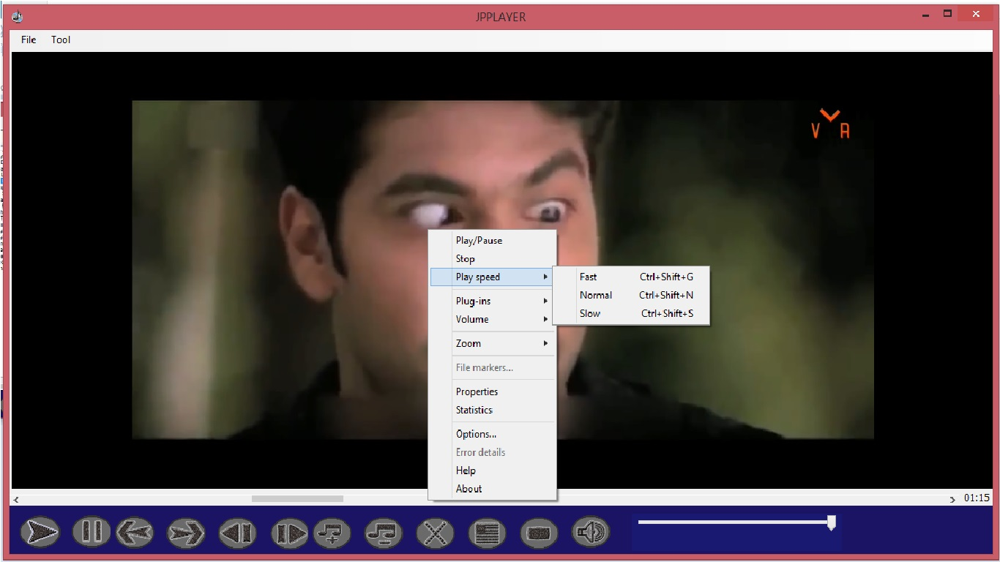 JPPLAYER
File Tool
V R
Play/Pause
Stop
Play speed
Fast Ctrl+Shift+G
Normal Ctrl+Shift+N
Slow Ctrl+Shift+S
Plug-ins
Volume
Zoom
File markers...
Properties
Statistics
Options...
Error details
Help
About
01:15